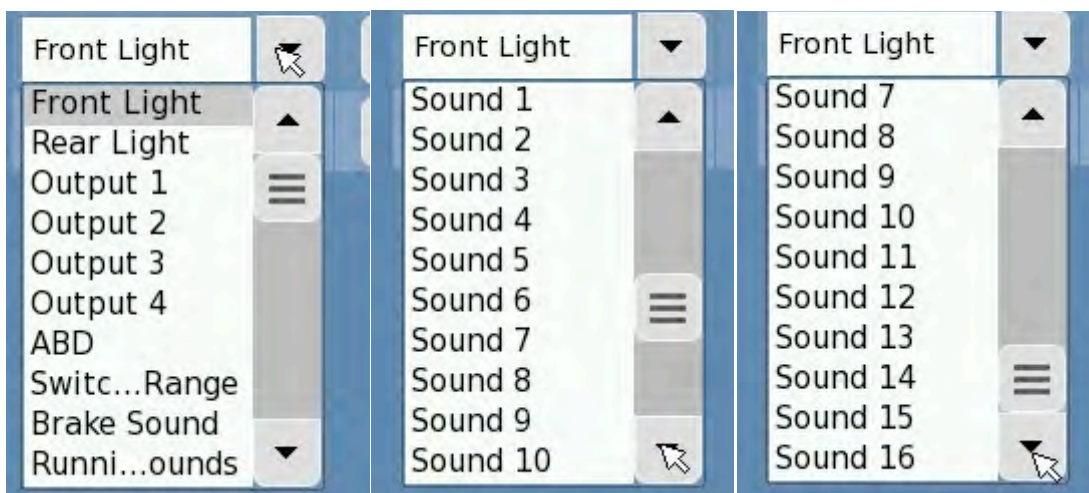 Front Light
Front Light
Rear Light
Output 1
Output 2
Output 3
Output 4
ABD
Switc...Range
Brake Sound
Runni...ounds
Front Light
Sound 1
Sound 2
Sound 3
Sound 4
Sound 5
Sound 6
Sound 7
Sound 8
Sound 9
Sound 10
Front Light
Sound 7
Sound 8
Sound 9
Sound 10
Sound 11
Sound 12
Sound 13
Sound 14
Sound 15
Sound 16